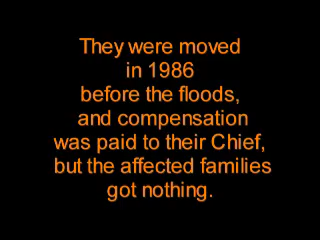 They were moved
in 1986
before the floods,
and compensation
was paid to their Chief,
but the affected families
got nothing.